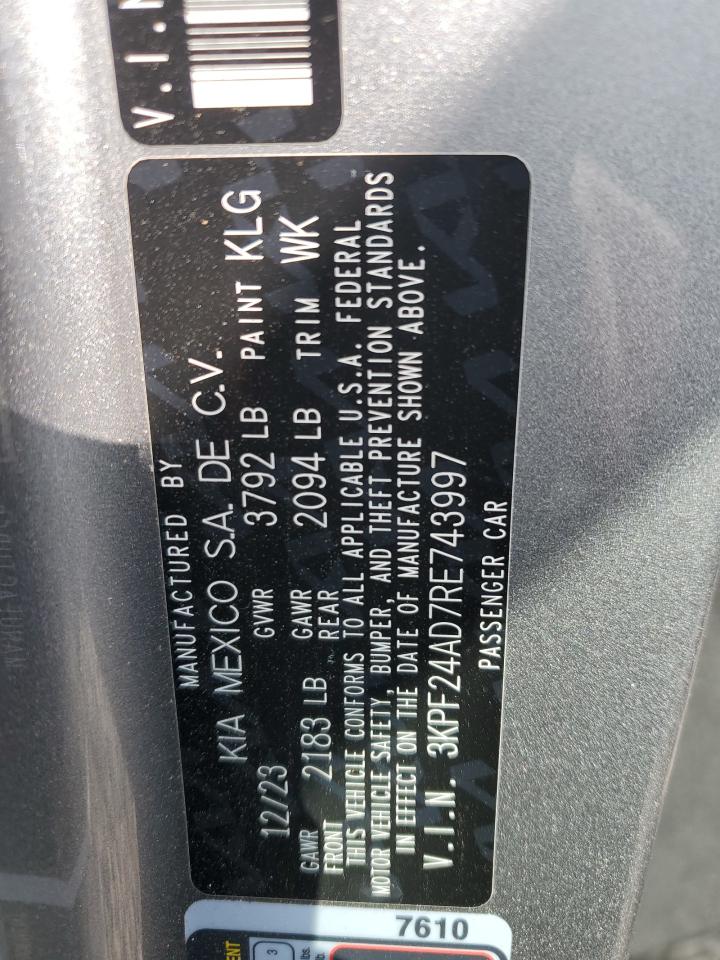 V.I.N
MANUFACTURED BY
KIA MEXICO S.A. DE C.V.
12/23 GVWR 3792 LB PAINT KLG
GAWR FRONT 2183 LB GAWR REAR 2094 LB TRIM WK
THIS VEHICLE CONFORMS TO ALL APPLICABLE U.S.A. FEDERAL
MOTOR VEHICLE SAFETY, BUMPER, AND THEFT PREVENTION STANDARDS
IN EFFECT ON THE DATE OF MANUFACTURE SHOWN ABOVE.
V.I.N. 3KPF24AD7RE743997
PASSENGER CAR
7610
3